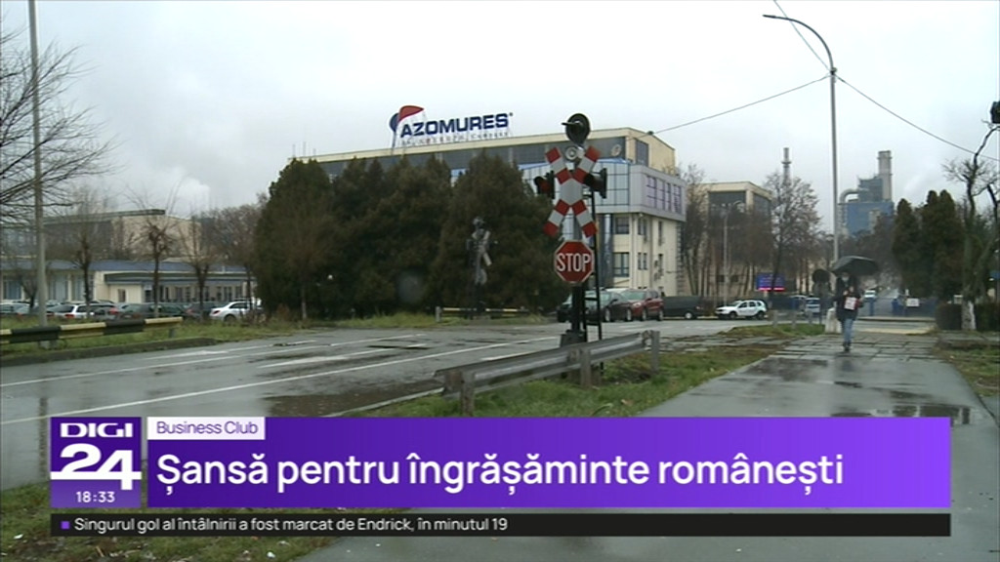 AZOMURES
STOP
DIGI
24
18:33
Business Club
Șansă pentru îngrășăminte românești
Singurul gol al întâlnirii a fost marcat de Endrick, în minutul 19